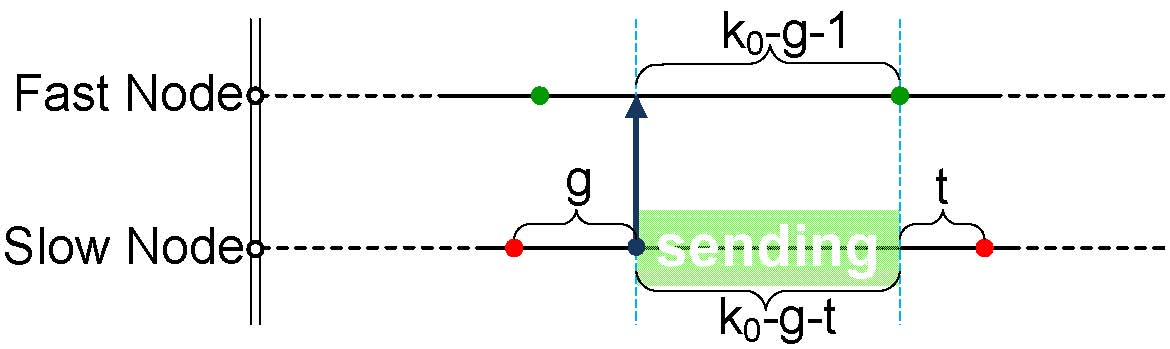 k₀-g-1
Fast Node
g
t
Slow Node
sending
k₀-g-t